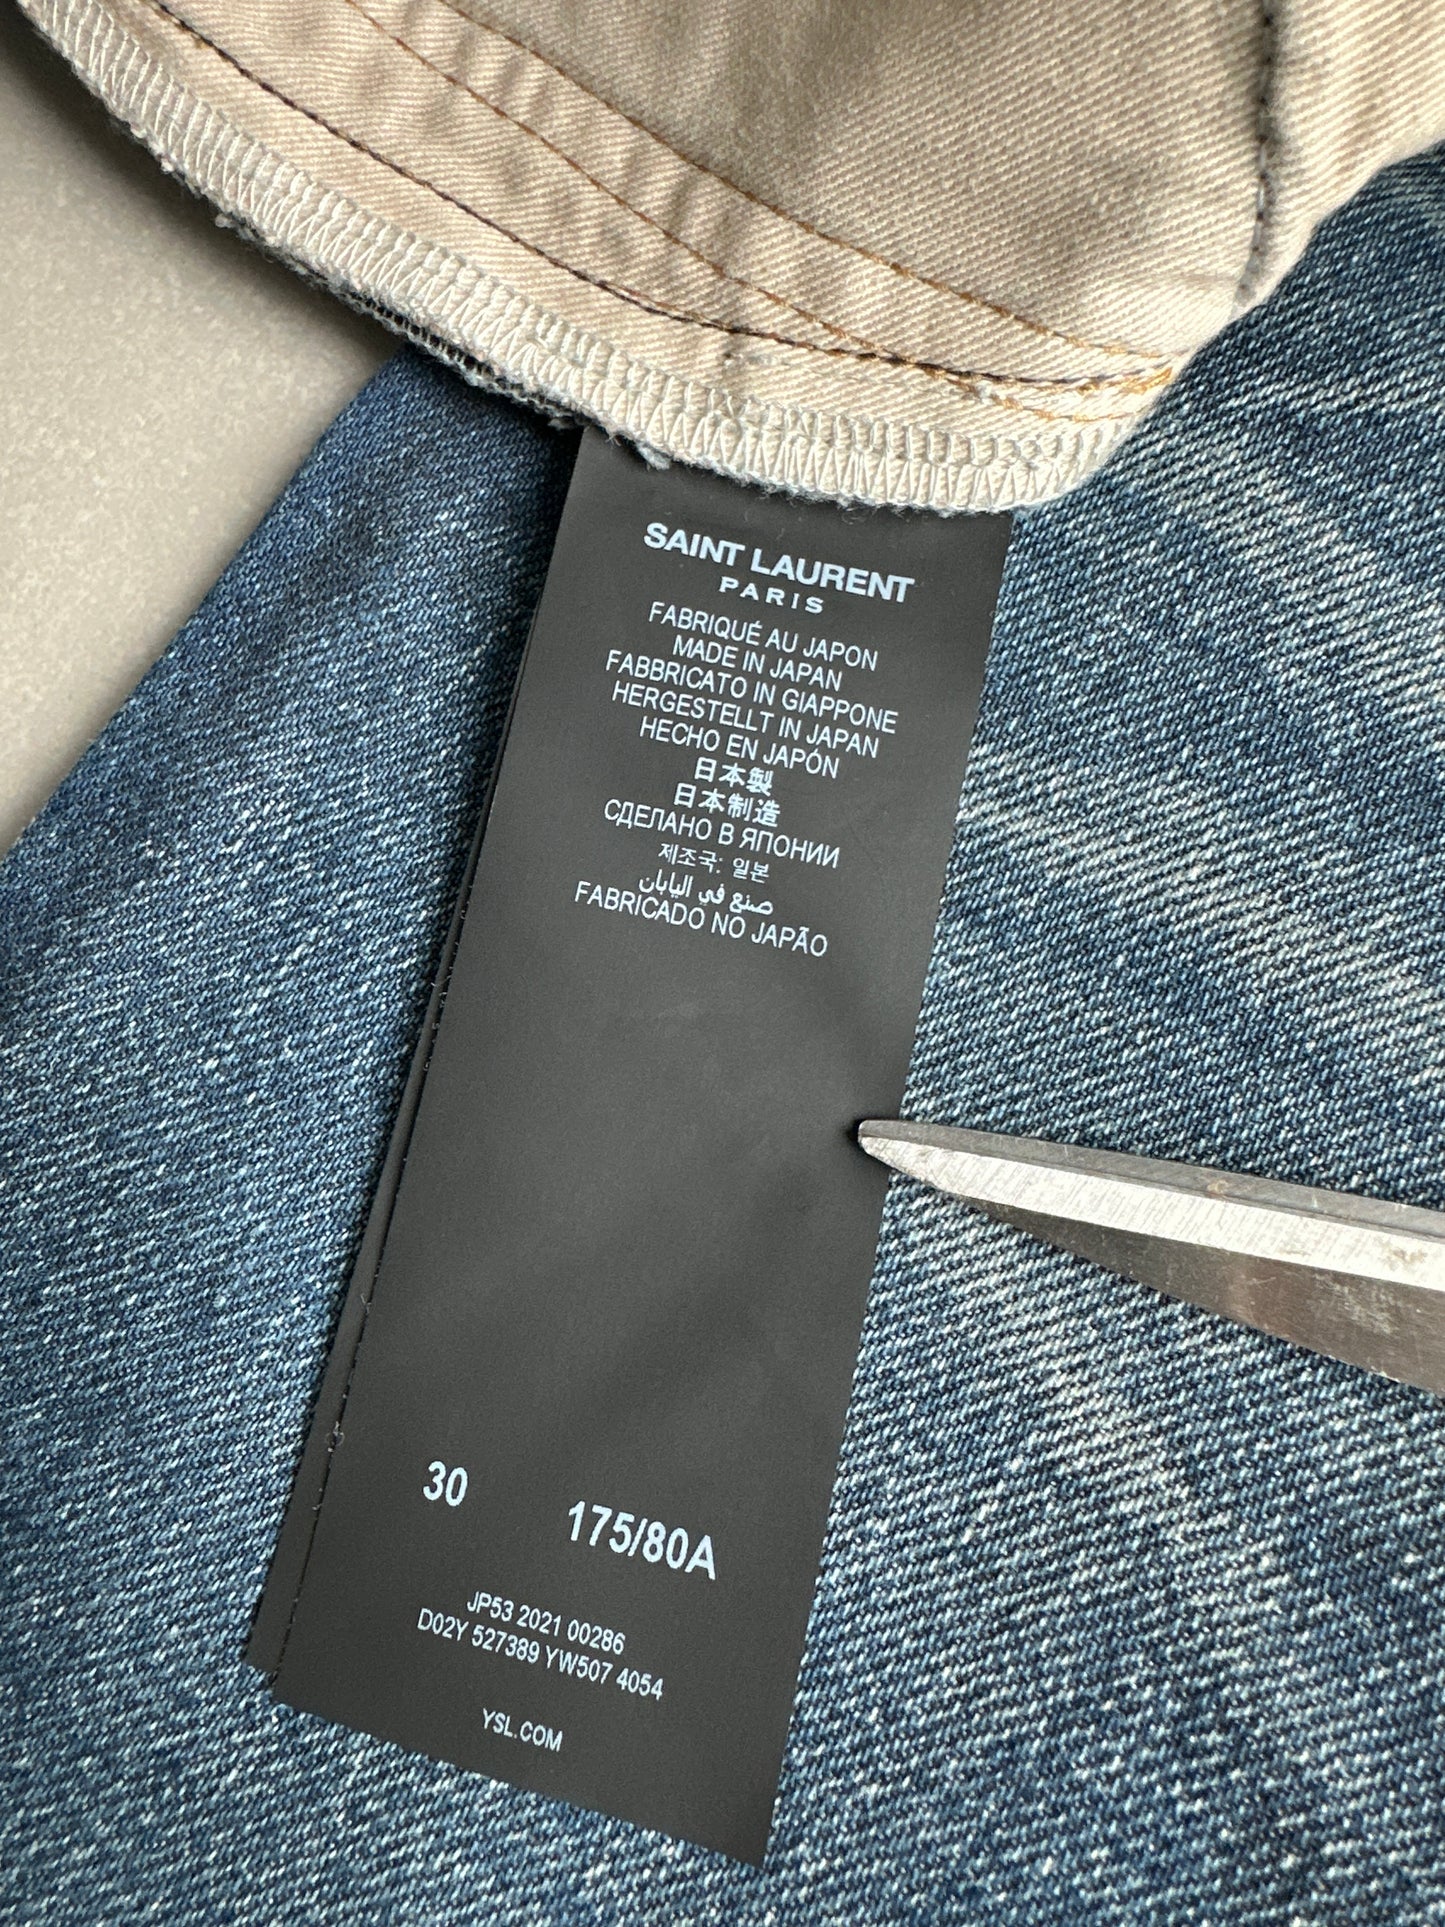 SAINT LAURENT
PARIS
FABRIQUÉ AU JAPON
MADE IN JAPAN
FABBRICATO IN GIAPPONE
HERGESTELLT IN JAPAN
HECHO EN JAPÓN
日本製
日本制造
СДЕЛАНО В ЯПОНИИ
제조국: 일본
صنع في اليابان
FABRICADO NO JAPÃO
30 175/80A
JP53 2021 00286
D02Y 527389 YW507 4054
YSL.COM